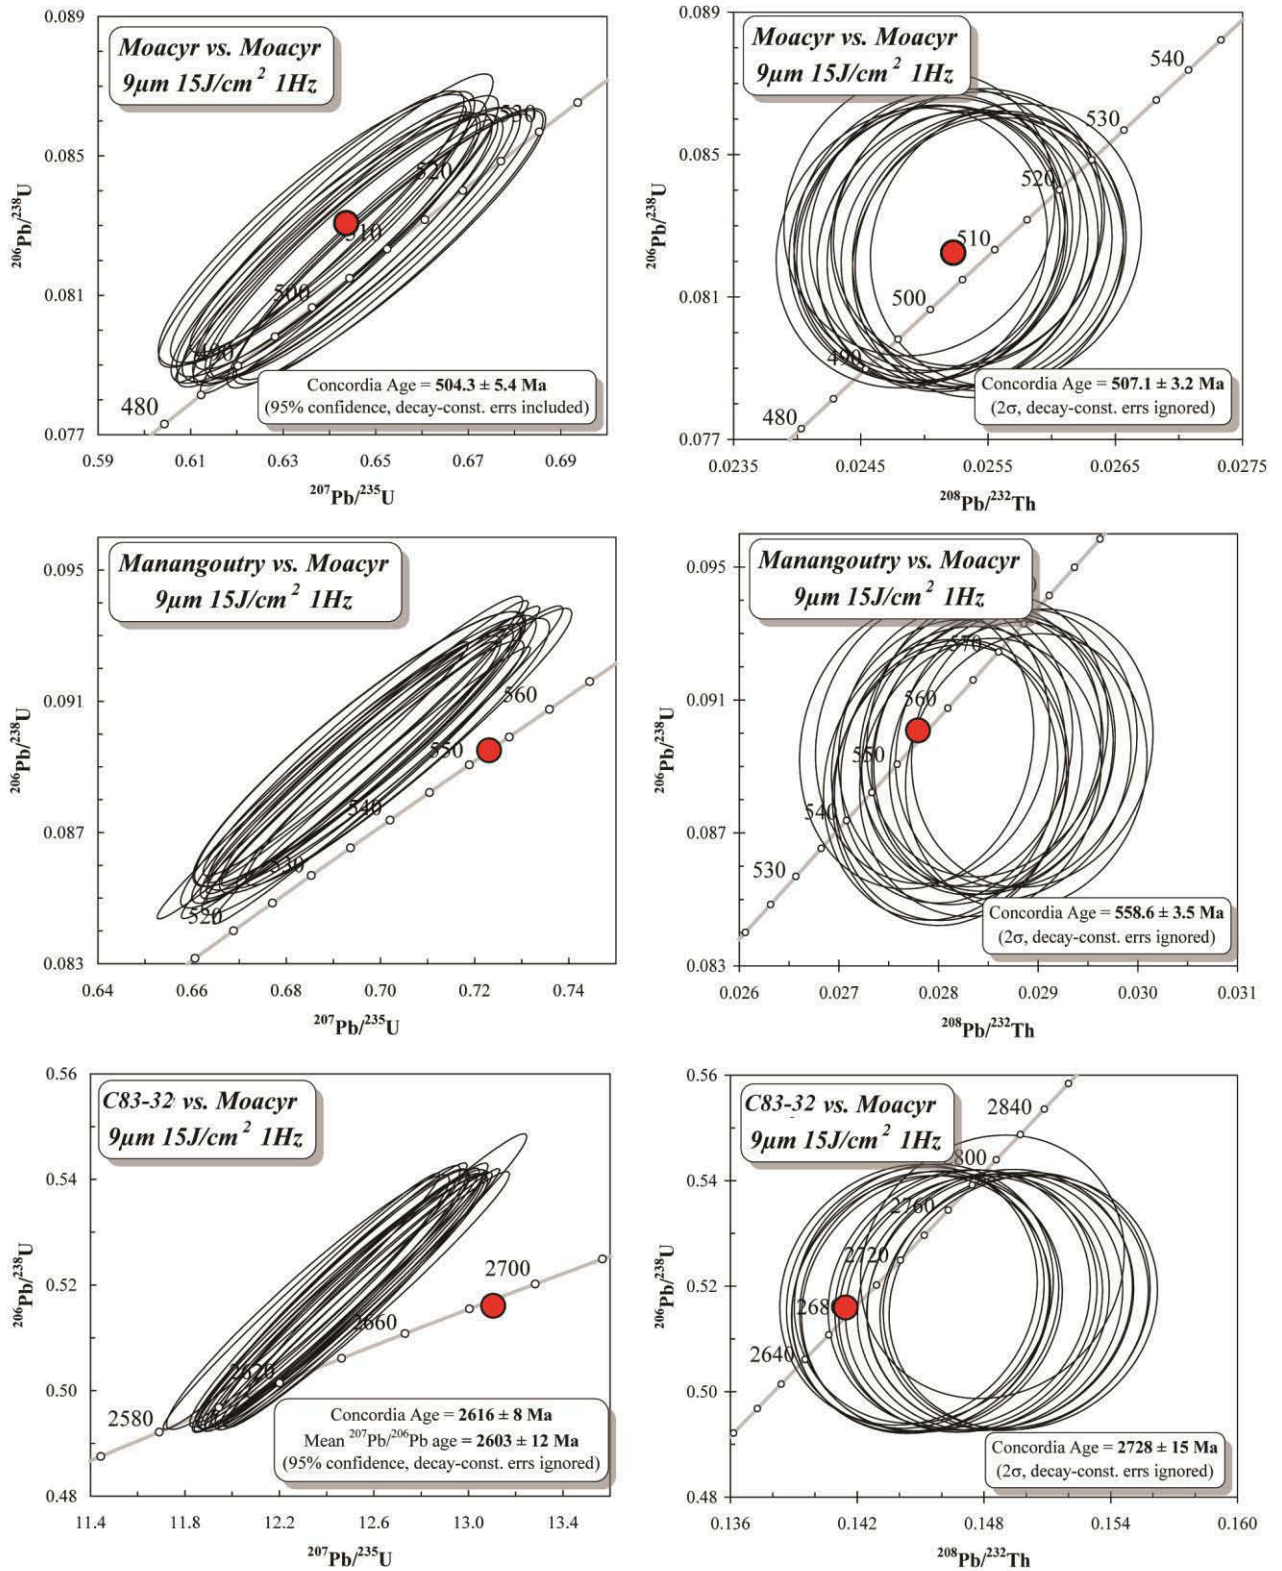 Moacyr vs. Moacyr
9µm 15J/cm² 1Hz
0.089
0.085
0.081
0.077
²⁰⁶Pb/²³⁸U
530
520
510
500
490
480
Concordia Age = 504.3 ± 5.4 Ma
(95% confidence, decay-const. errs included)
0.59 0.61 0.63 0.65 0.67 0.69
²⁰⁷Pb/²³⁵U
Moacyr vs. Moacyr
9µm 15J/cm² 1Hz
0.089
0.085
0.081
0.077
²⁰⁶Pb/²³⁸U
540
530
520
510
500
490
480
Concordia Age = 507.1 ± 3.2 Ma
(2σ, decay-const. errs ignored)
0.0235 0.0245 0.0255 0.0265 0.0275
²⁰⁸Pb/²³²Th
Manangoutry vs. Moacyr
9µm 15J/cm² 1Hz
0.095
0.091
0.087
0.083
²⁰⁶Pb/²³⁸U
560
550
540
530
520
0.64 0.66 0.68 0.70 0.72 0.74
²⁰⁷Pb/²³⁵U
Manangoutry vs. Moacyr
9µm 15J/cm² 1Hz
0.095
0.091
0.087
0.083
²⁰⁶Pb/²³⁸U
570
560
550
540
530
Concordia Age = 558.6 ± 3.5 Ma
(2σ, decay-const. errs ignored)
0.026 0.027 0.028 0.029 0.030 0.031
²⁰⁸Pb/²³²Th
C83-32 vs. Moacyr
9µm 15J/cm² 1Hz
0.56
0.54
0.52
0.50
0.48
²⁰⁶Pb/²³⁸U
2700
2660
2620
2580
Concordia Age = 2616 ± 8 Ma
Mean ²⁰⁷Pb/²⁰⁶Pb age = 2603 ± 12 Ma
(95% confidence, decay-const. errs ignored)
11.4 11.8 12.2 12.6 13.0 13.4
²⁰⁷Pb/²³⁵U
C83-32 vs. Moacyr
9µm 15J/cm² 1Hz
0.56
0.54
0.52
0.50
0.48
²⁰⁶Pb/²³⁸U
2840
800
2760
2720
268
2640
Concordia Age = 2728 ± 15 Ma
(2σ, decay-const. errs ignored)
0.136 0.142 0.148 0.154 0.160
²⁰⁸Pb/²³²Th